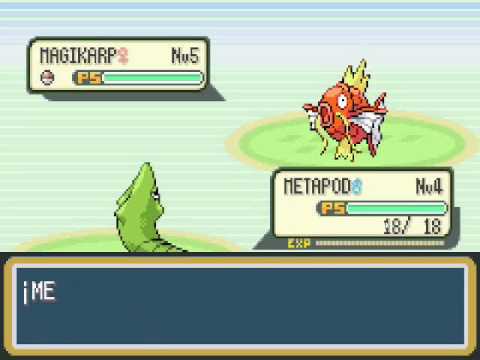 MAGIKARP♀ Nv5
PS
METAPOD♂ Nv4
PS
18/ 18
EXP
¡ME